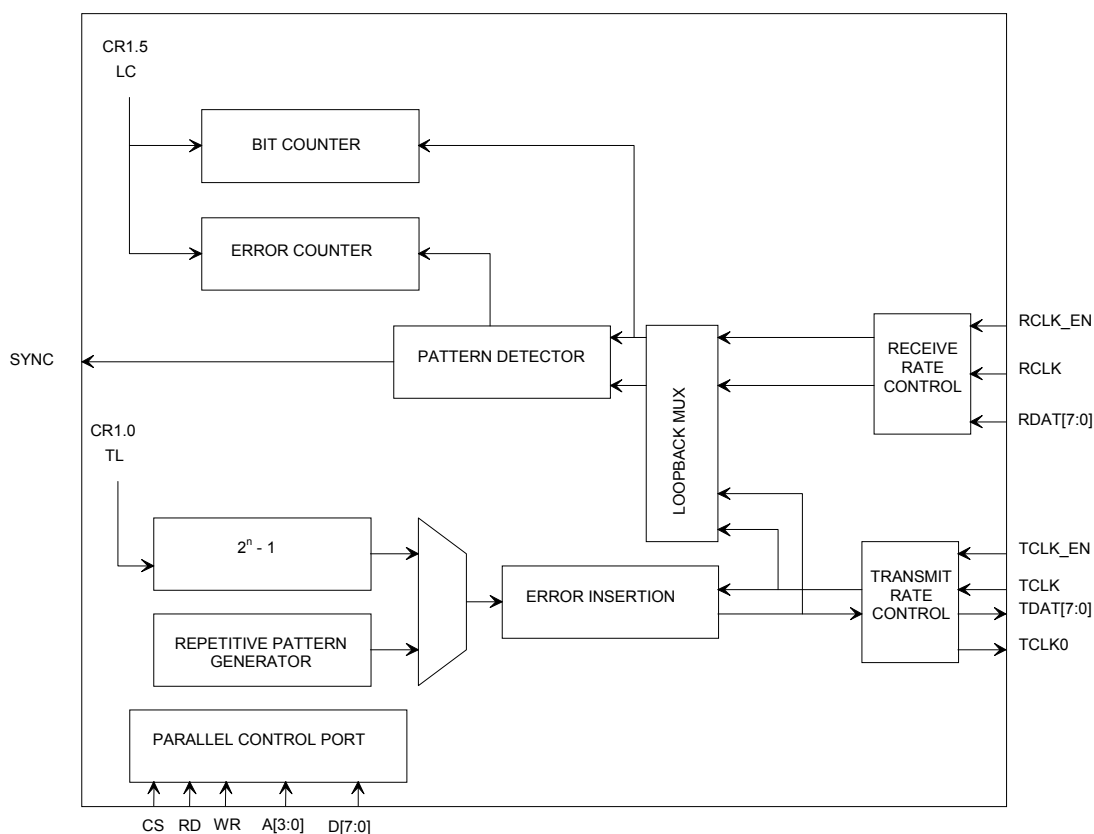 CR1.5
LC
BIT COUNTER
ERROR COUNTER
PATTERN DETECTOR
SYNC
LOOPBACK MUX
RECEIVE
RATE
CONTROL
RCLK_EN
RCLK
RDAT[7:0]
CR1.0
TL
2ⁿ - 1
REPETITIVE PATTERN
GENERATOR
ERROR INSERTION
TRANSMIT
RATE
CONTROL
TCLK_EN
TCLK
TDAT[7:0]
TCLK0
PARALLEL CONTROL PORT
CS RD WR A[3:0] D[7:0]